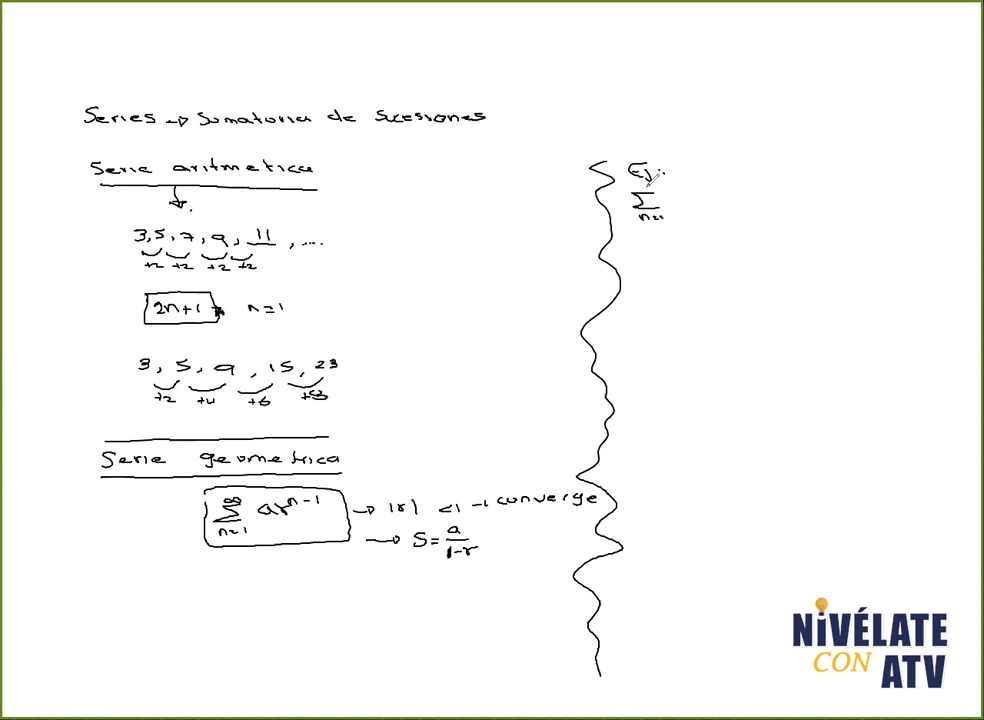 Series → Sumatoria de sucesiones
Serie aritmetica
3, 5, 7, 9, 11, ....
+2 +2 +2 +2
2n+1 n=1
3, 5, 9, 15, 23
+2 +4 +6 +8
Serie geometrica
∞
∑ ar^(n-1) → |r| <1 → converge
n=1
→ S = a/(1-r)
Ej:
∑
n=1
NIVÉLATE
CON
ATV